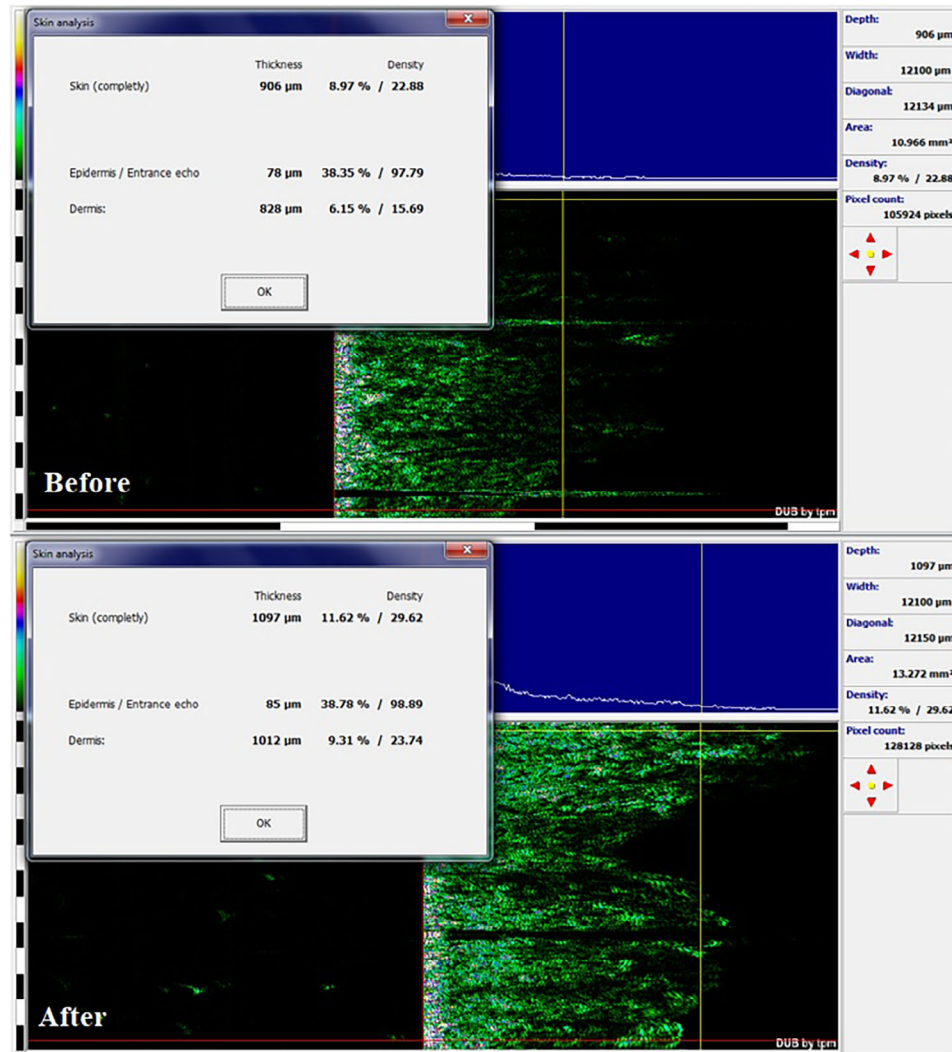 Skin analysis
Thickness Density
Skin (completly) 906 µm 8.97 % / 22.88
Epidermis / Entrance echo 78 µm 38.35 % / 97.79
Dermis: 828 µm 6.15 % / 15.69
OK
Depth:
906 µm
Width:
12100 µm
Diagonal:
12134 µm
Area:
10.966 mm²
Density:
8.97 % / 22.88
Pixel count:
105924 pixels
Before
DUB by tpm
Skin analysis
Thickness Density
Skin (completly) 1097 µm 11.62 % / 29.62
Epidermis / Entrance echo 85 µm 38.78 % / 98.89
Dermis: 1012 µm 9.31 % / 23.74
OK
Depth:
1097 µm
Width:
12100 µm
Diagonal:
12150 µm
Area:
13.272 mm²
Density:
11.62 % / 29.62
Pixel count:
128128 pixels
After
DUB by tpm